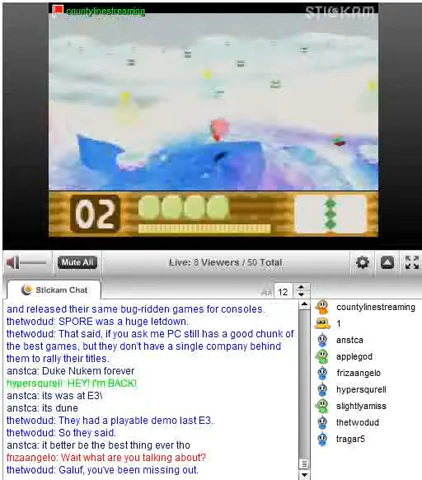 countylinestreaming
STICKAM
02
Mute All
Live: 8 Viewers / 50 Total
Stickam Chat
AA 12
and released their same bug-ridden games for consoles.
thetwodud: SPORE was a huge letdown.
thetwodud: That said, if you ask me PC still has a good chunk of
the best games, but they don't have a single company behind
them to rally their titles.
anstca: Duke Nukem forever
hypersqurell: HEY! I'm BACK!
anstca: its was at E3\
anstca: its dune
thetwodud: They had a playable demo last E3.
thetwodud: So they said.
anstca: it better be the best thing ever tho
frizaangelo: Wait what are you talking about?
thetwodud: Galuf, you've been missing out.
countylinestreaming
1
anstca
applegod
frizaangelo
hypersqurell
slightlyamiss
thetwodud
tragar5